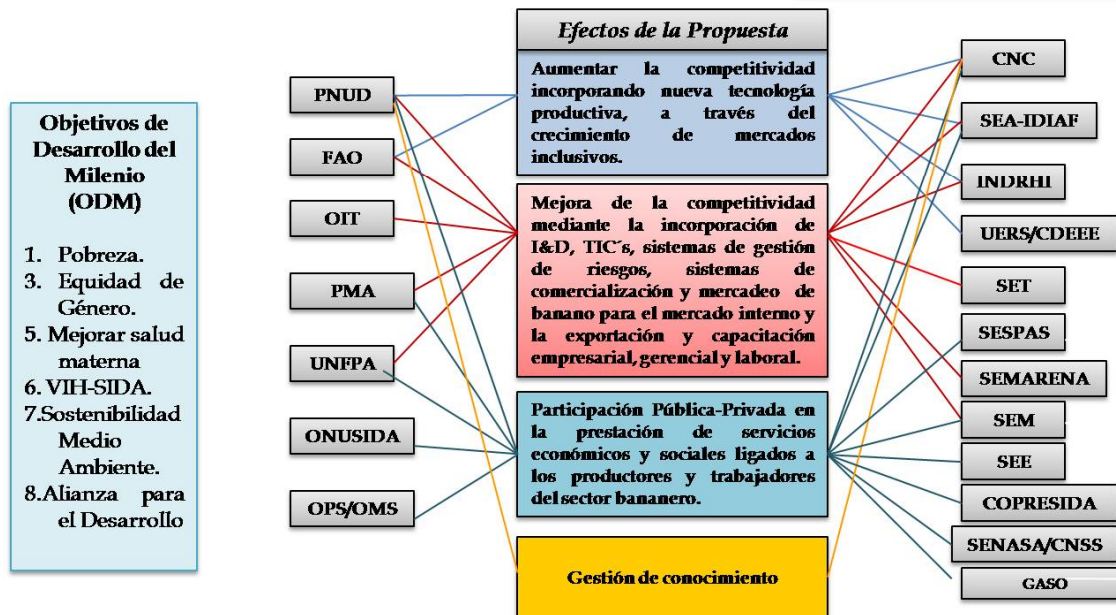 Objetivos de
Desarrollo del
Milenio
(ODM)
1. Pobreza.
3. Equidad de
Género.
5. Mejorar salud
materna
6. VIH-SIDA.
7.Sostenibilidad
Medio
Ambiente.
8.Alianza para
el Desarrollo
PNUD
FAO
OIT
PMA
UNFPA
ONUSIDA
OPS/OMS
Efectos de la Propuesta
Aumentar la competitividad
incorporando nueva tecnología
productiva, a través del
crecimiento de mercados
inclusivos.
Mejora de la competitividad
mediante la incorporación de
I&D, TIC´s, sistemas de gestión
de riesgos, sistemas de
comercialización y mercadeo de
banano para el mercado interno y
la exportación y capacitación
empresarial, gerencial y laboral.
Participación Pública-Privada en
la prestación de servicios
económicos y sociales ligados a
los productores y trabajadores
del sector bananero.
Gestión de conocimiento
CNC
SEA-IDIAF
INDRHI
UERS/CDEEE
SET
SESPAS
SEMARENA
SEM
SEE
COPRESIDA
SENASA/CNSS
GASO